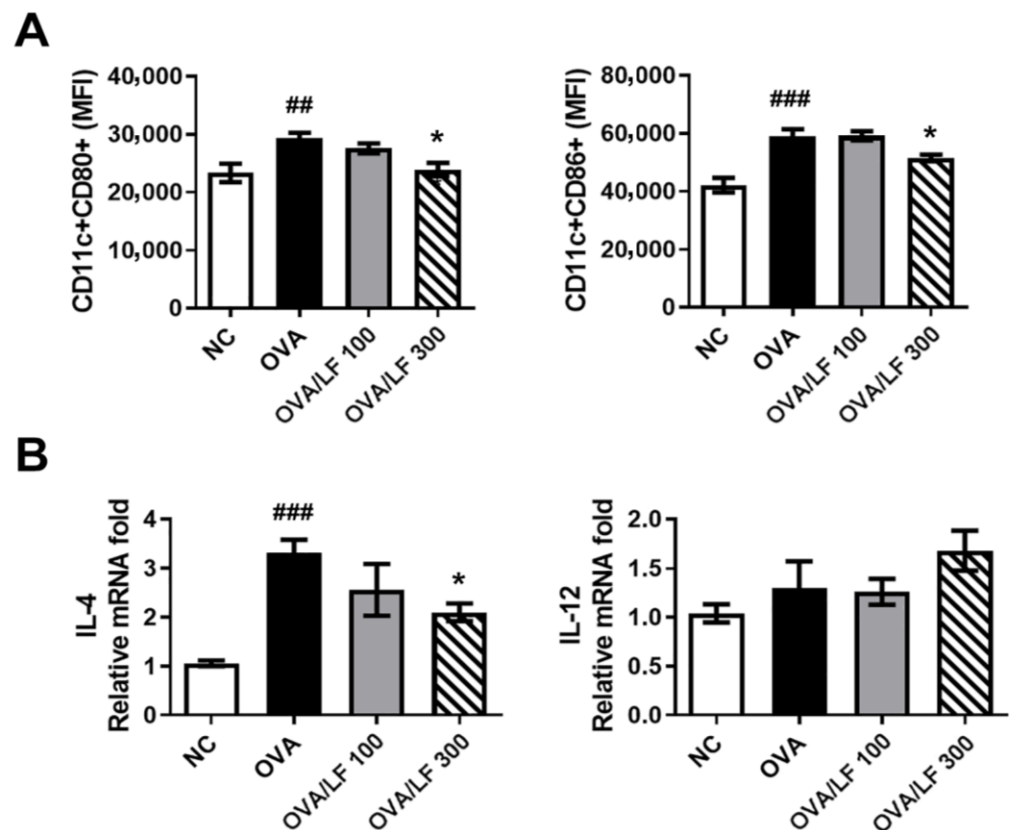 A
CD11c+CD80+ (MFI)
40,000
30,000
20,000
10,000
0
##
*
NC
OVA
OVA/LF 100
OVA/LF 300
CD11c+CD86+ (MFI)
80,000
60,000
40,000
20,000
0
###
*
NC
OVA
OVA/LF 100
OVA/LF 300
B
IL-4
Relative mRNA fold
4
3
2
1
0
###
*
NC
OVA
OVA/LF 100
OVA/LF 300
IL-12
Relative mRNA fold
2.0
1.5
1.0
0.5
0.0
NC
OVA
OVA/LF 100
OVA/LF 300